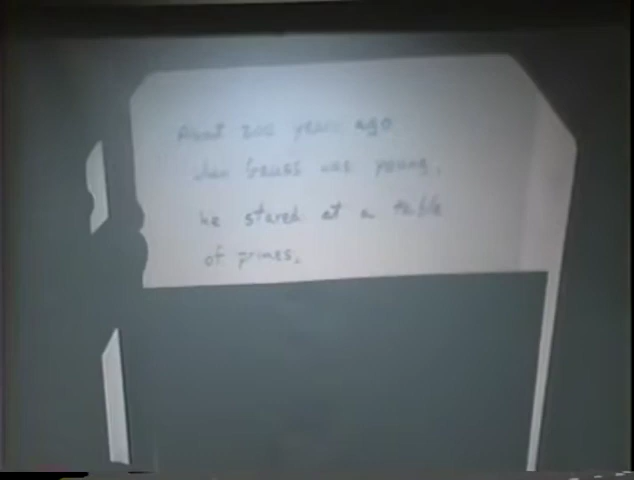 About 200 years ago
when Gauss was young,
he stared at a table
of primes.